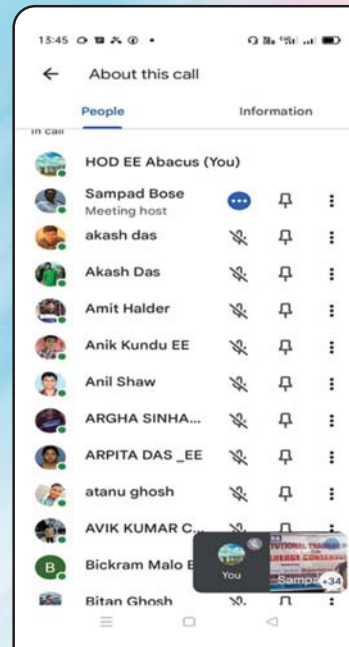 13:45
About this call
People Information
In call
HOD EE Abacus (You)
Sampad Bose
Meeting host
akash das
Akash Das
Amit Halder
Anik Kundu EE
Anil Shaw
ARGHA SINHA...
ARPITA DAS _EE
atanu ghosh
AVIK KUMAR C...
B Bickram Malo E
You
Sampa
+34
Bitan Ghosh